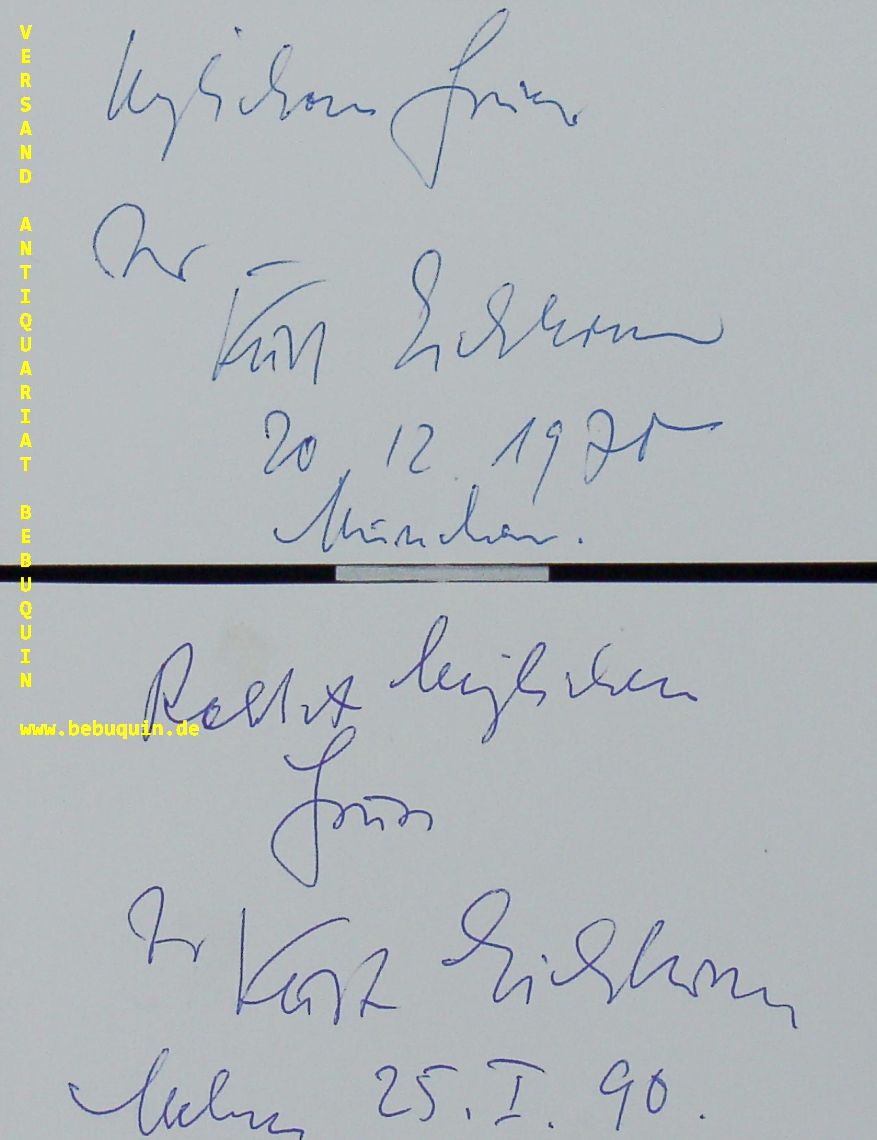 VERSAND ANTIQUARIAT BEBUQUIN
www.bebuquin.de
Herzlichen Gruss
Ihr
Kurt Eichhorn
20. 12. 1975
München.
Recht herzlichen
Gruss
Ihr
Kurt Eichhorn
25. I. 90.